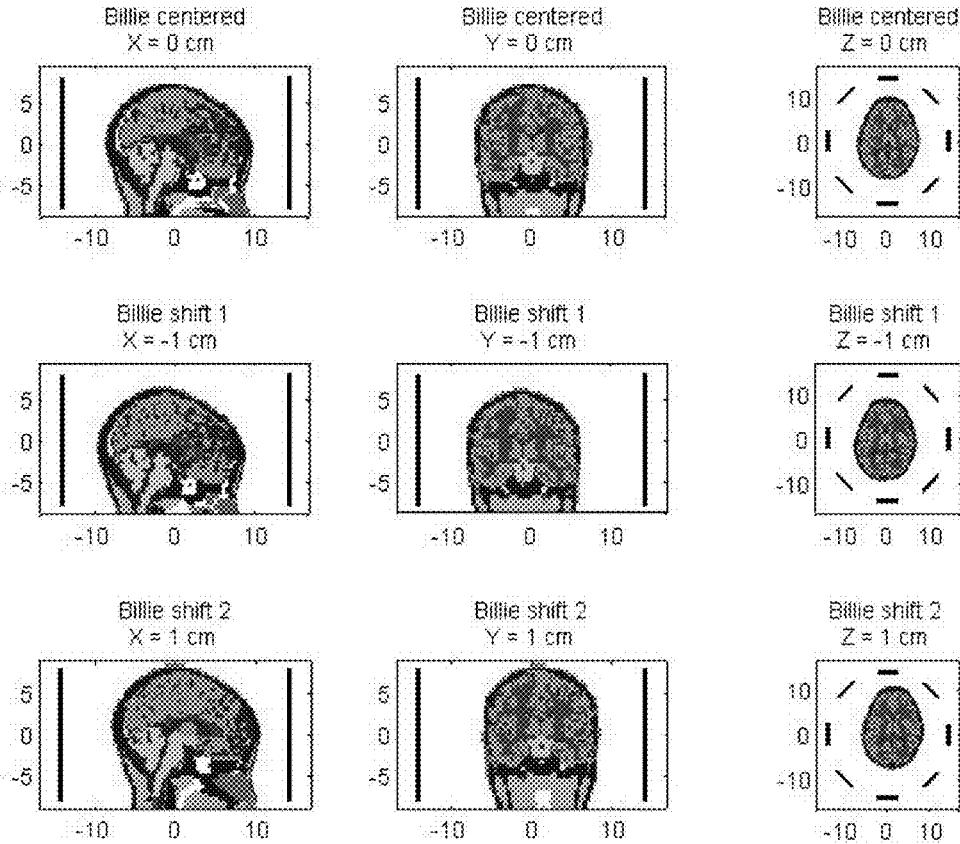 Billie centered
X = 0 cm
Billie centered
Y = 0 cm
Billie centered
Z = 0 cm
5
0
-5
-10 0 10
5
0
-5
-10 0 10
10
0
-10
-10 0 10
Billie shift 1
X = -1 cm
Billie shift 1
Y = -1 cm
Billie shift 1
Z = -1 cm
5
0
-5
-10 0 10
5
0
-5
-10 0 10
10
0
-10
-10 0 10
Billie shift 2
X = 1 cm
Billie shift 2
Y = 1 cm
Billie shift 2
Z = 1 cm
5
0
-5
-10 0 10
5
0
-5
-10 0 10
10
0
-10
-10 0 10